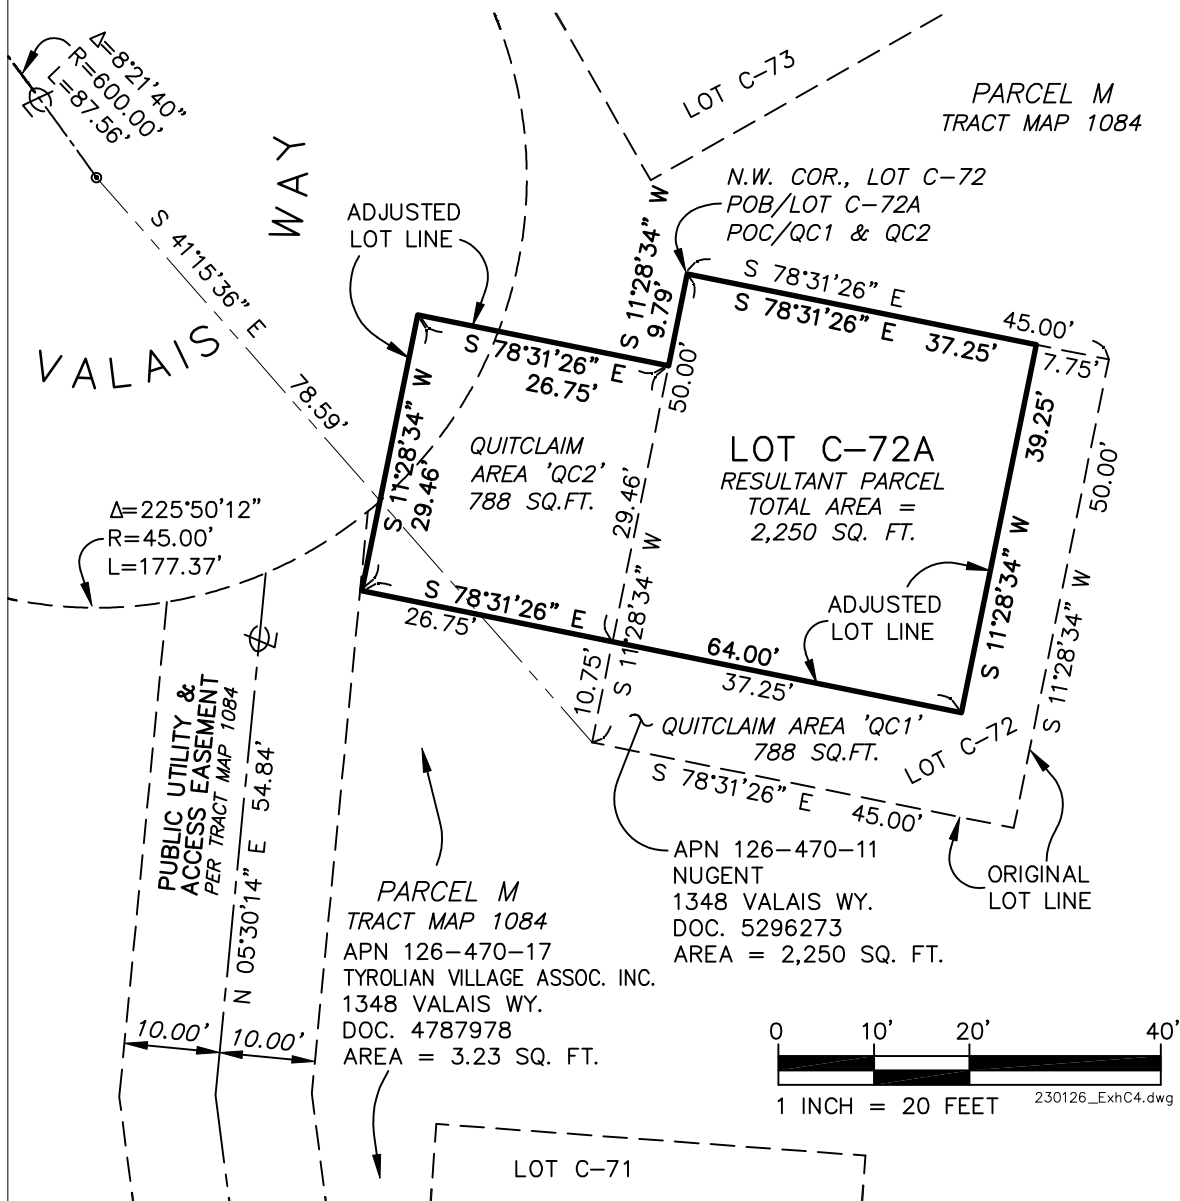 Δ=8°21'40"
R=600.00'
L=87.56'
LOT C-73
PARCEL M
TRACT MAP 1084
WAY
VALAIS
S 41°15'36" E
78.59'
ADJUSTED
LOT LINE
N.W. COR., LOT C-72
POB/LOT C-72A
POC/QC1 & QC2
S 11°28'34" W
9.79'
S 78°31'26" E
45.00'
S 78°31'26" E
37.25'
7.75'
S 78°31'26" E
26.75'
50.00'
S 11°28'34" W
29.46'
QUITCLAIM
AREA 'QC2'
788 SQ.FT.
29.46'
S 11°28'34" W
LOT C-72A
RESULTANT PARCEL
TOTAL AREA =
2,250 SQ. FT.
39.25'
S 11°28'34" W
50.00'
S 11°28'34" W
Δ=225°50'12"
R=45.00'
L=177.37'
ADJUSTED
LOT LINE
S 78°31'26" E
64.00'
26.75'
37.25'
10.75'
QUITCLAIM AREA 'QC1'
788 SQ.FT.
LOT C-72
S 78°31'26" E
45.00'
PUBLIC UTILITY &
ACCESS EASEMENT
PER TRACT MAP 1084
N 05°30'14" E 54.84'
10.00'
10.00'
PARCEL M
TRACT MAP 1084
APN 126-470-17
TYROLIAN VILLAGE ASSOC. INC.
1348 VALAIS WY.
DOC. 4787978
AREA = 3.23 SQ. FT.
APN 126-470-11
NUGENT
1348 VALAIS WY.
DOC. 5296273
AREA = 2,250 SQ. FT.
ORIGINAL
LOT LINE
0 10' 20' 40'
1 INCH = 20 FEET
230126_ExhC4.dwg
LOT C-71